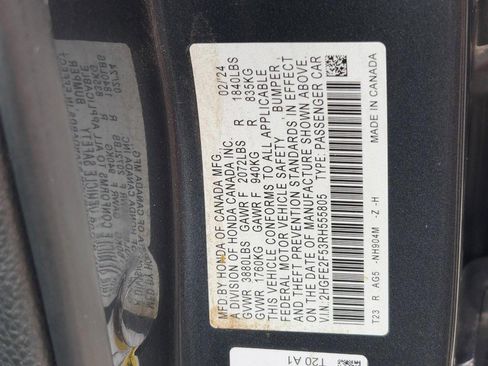 MFD. BY HONDA OF CANADA MFG.
A DIVISION OF HONDA CANADA INC. 02/24
GVWR 3880LBS GAWR F 2072LBS R 1840LBS
GVWR 1760KG GAWR F 940KG R 835KG
THIS VEHICLE CONFORMS TO ALL APPLICABLE
FEDERAL MOTOR VEHICLE SAFETY, BUMPER,
AND THEFT PREVENTION STANDARDS IN EFFECT
ON THE DATE OF MANUFACTURE SHOWN ABOVE.
V.I.N: 2HGFE2F53RH555805 TYPE: PASSENGER CAR
T23 R AG5 -NH904M -Z -H MADE IN CANADA
T20 A1